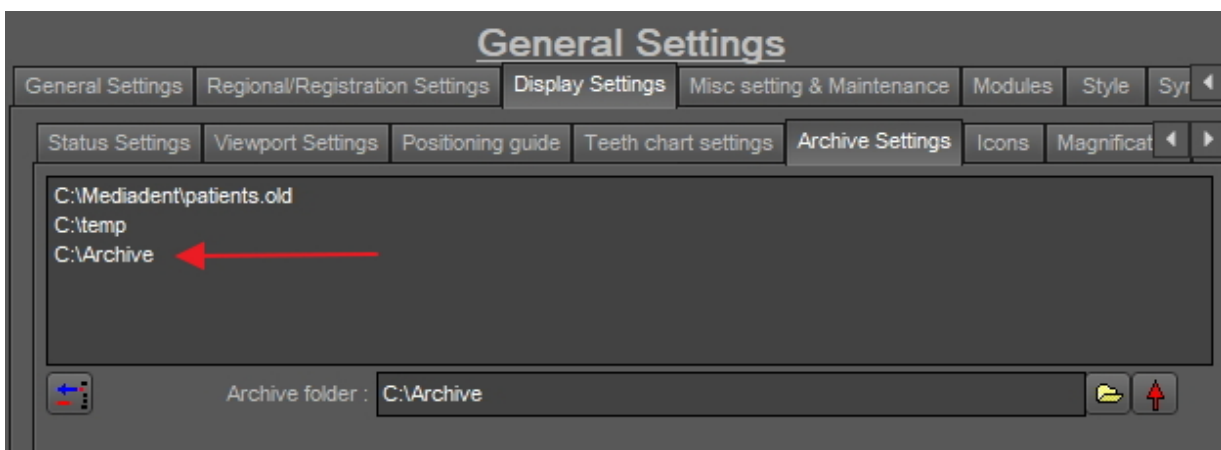 General Settings
General Settings Regional/Registration Settings Display Settings Misc setting & Maintenance Modules Style
Status Settings Viewport Settings Positioning guide Teeth chart settings Archive Settings Icons
C:\Mediadent\patients.old
C:\temp
C:\Archive
Archive folder : C:\Archive